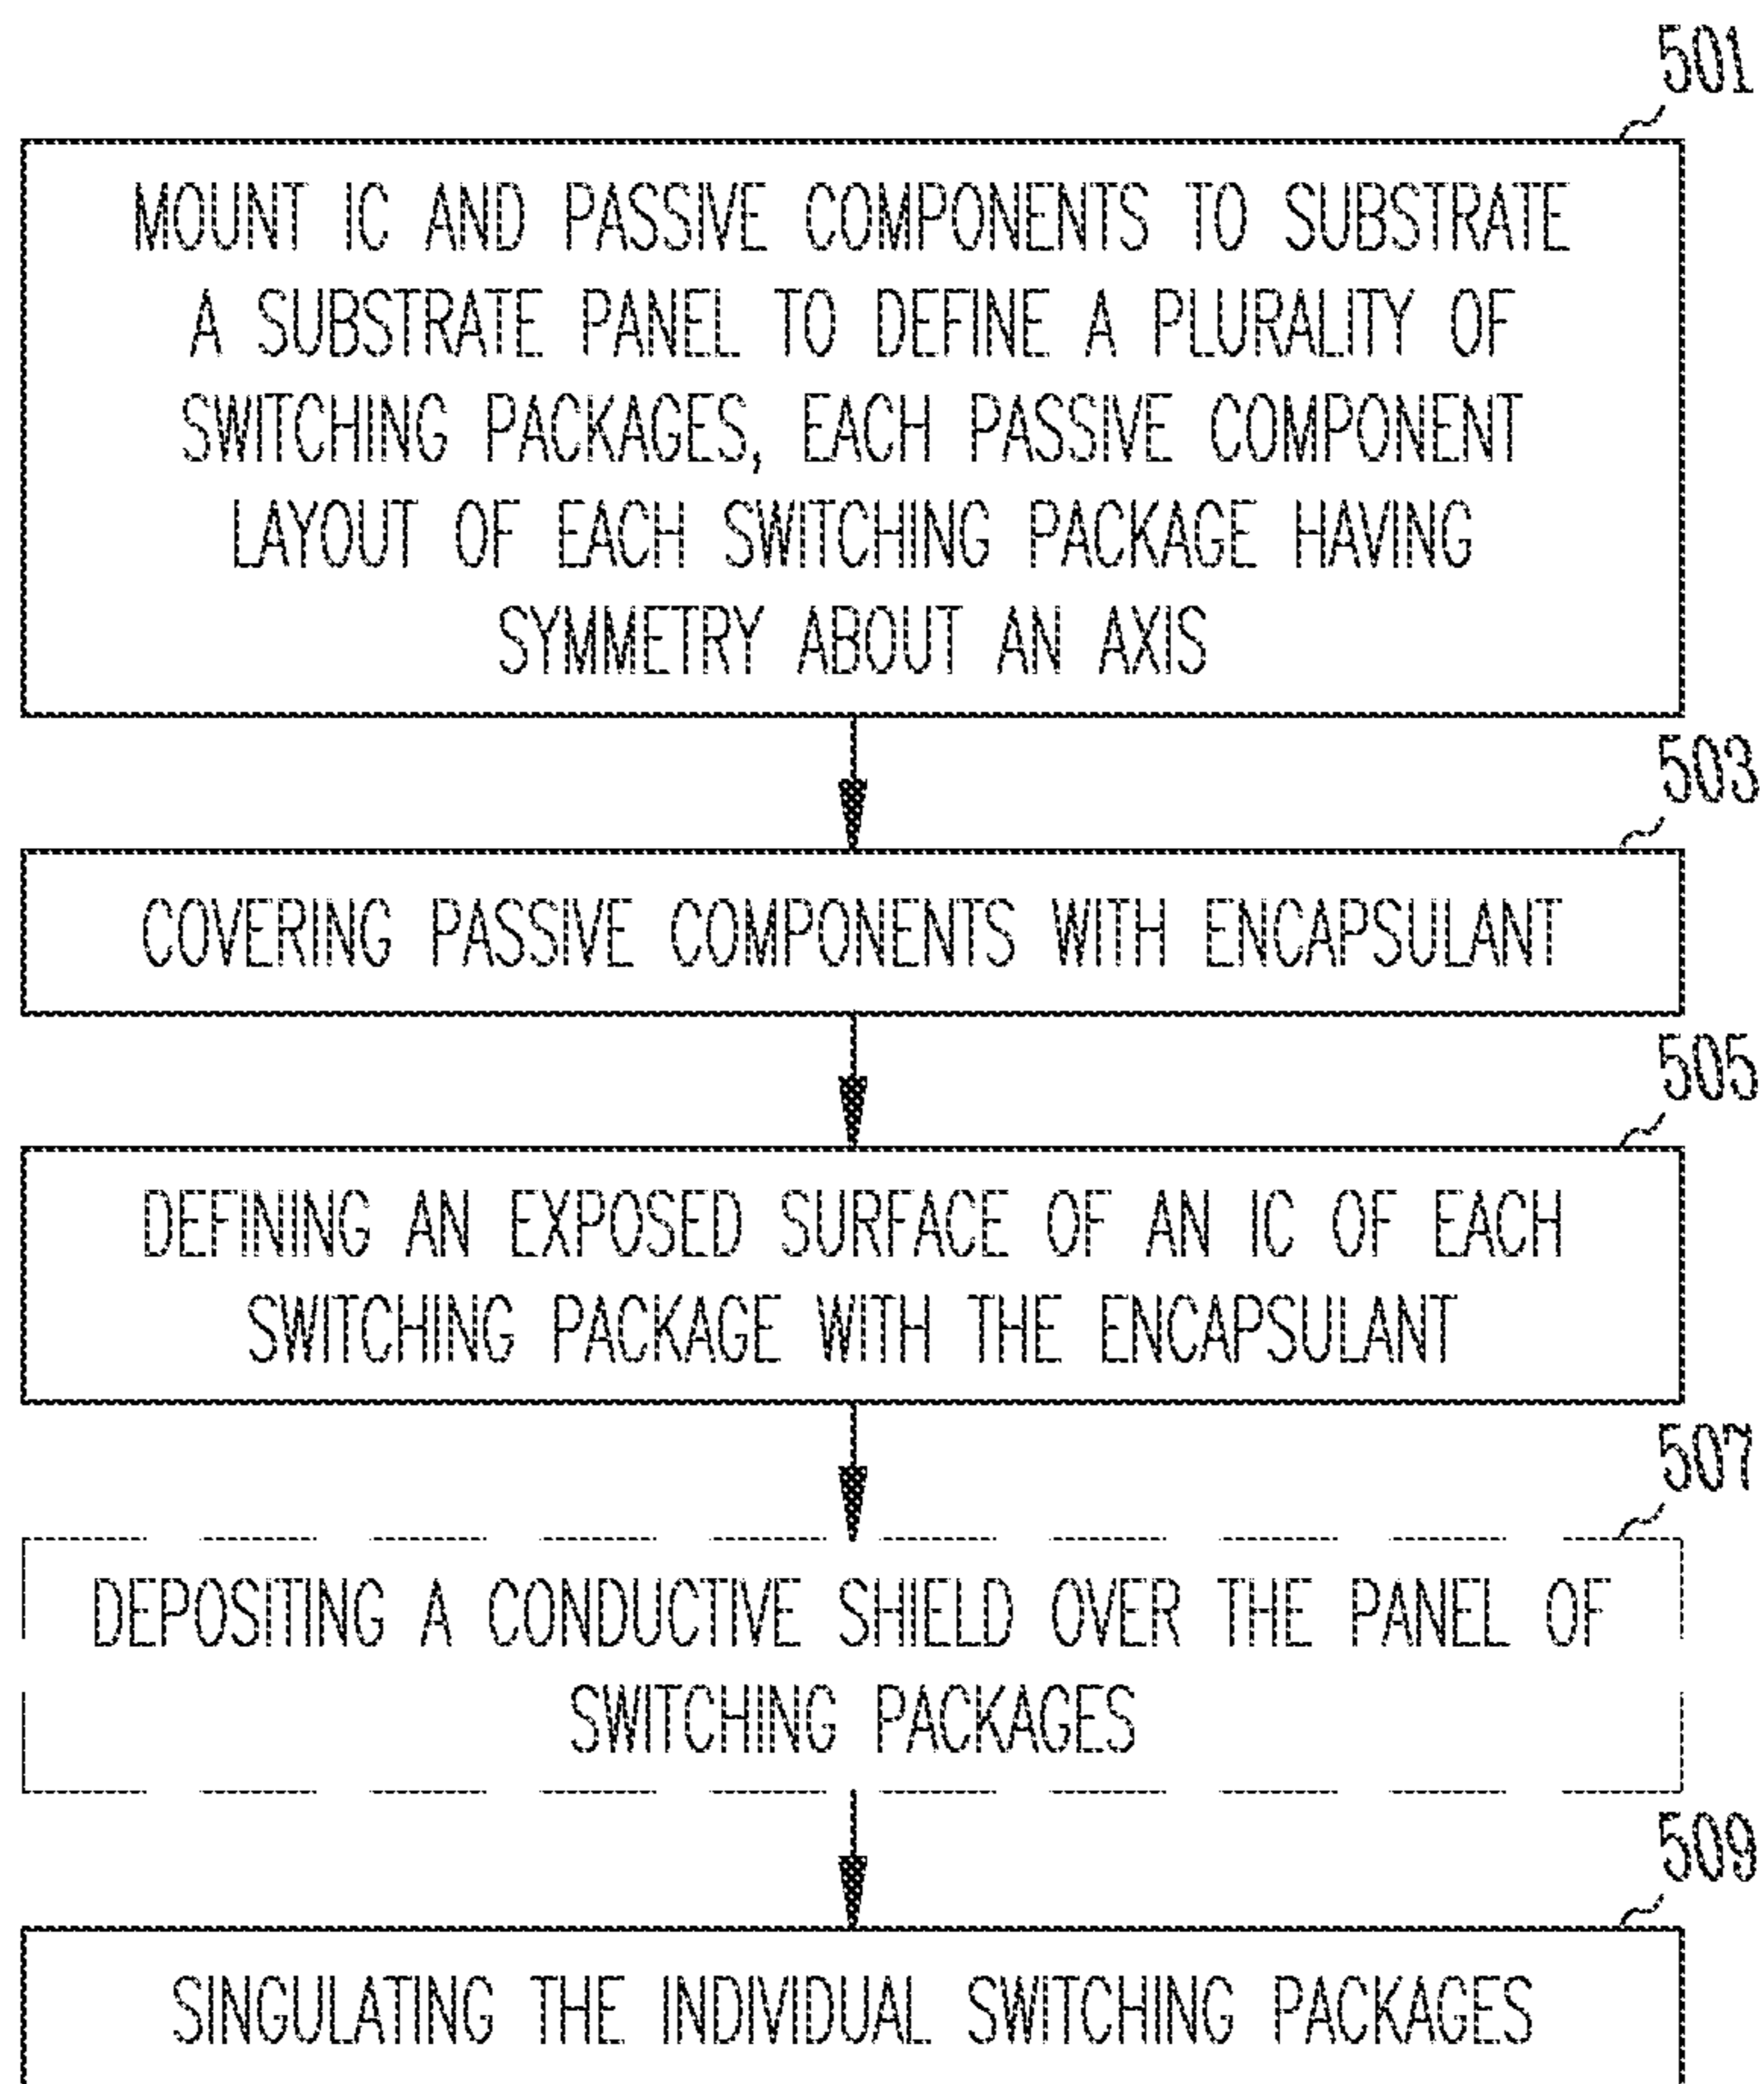 501
MOUNT IC AND PASSIVE COMPONENTS TO SUBSTRATE
A SUBSTRATE PANEL TO DEFINE A PLURALITY OF
SWITCHING PACKAGES, EACH PASSIVE COMPONENT
LAYOUT OF EACH SWITCHING PACKAGE HAVING
SYMMETRY ABOUT AN AXIS
503
COVERING PASSIVE COMPONENTS WITH ENCAPSULANT
505
DEFINING AN EXPOSED SURFACE OF AN IC OF EACH
SWITCHING PACKAGE WITH THE ENCAPSULANT
507
DEPOSITING A CONDUCTIVE SHIELD OVER THE PANEL OF
SWITCHING PACKAGES
509
SINGULATING THE INDIVIDUAL SWITCHING PACKAGES